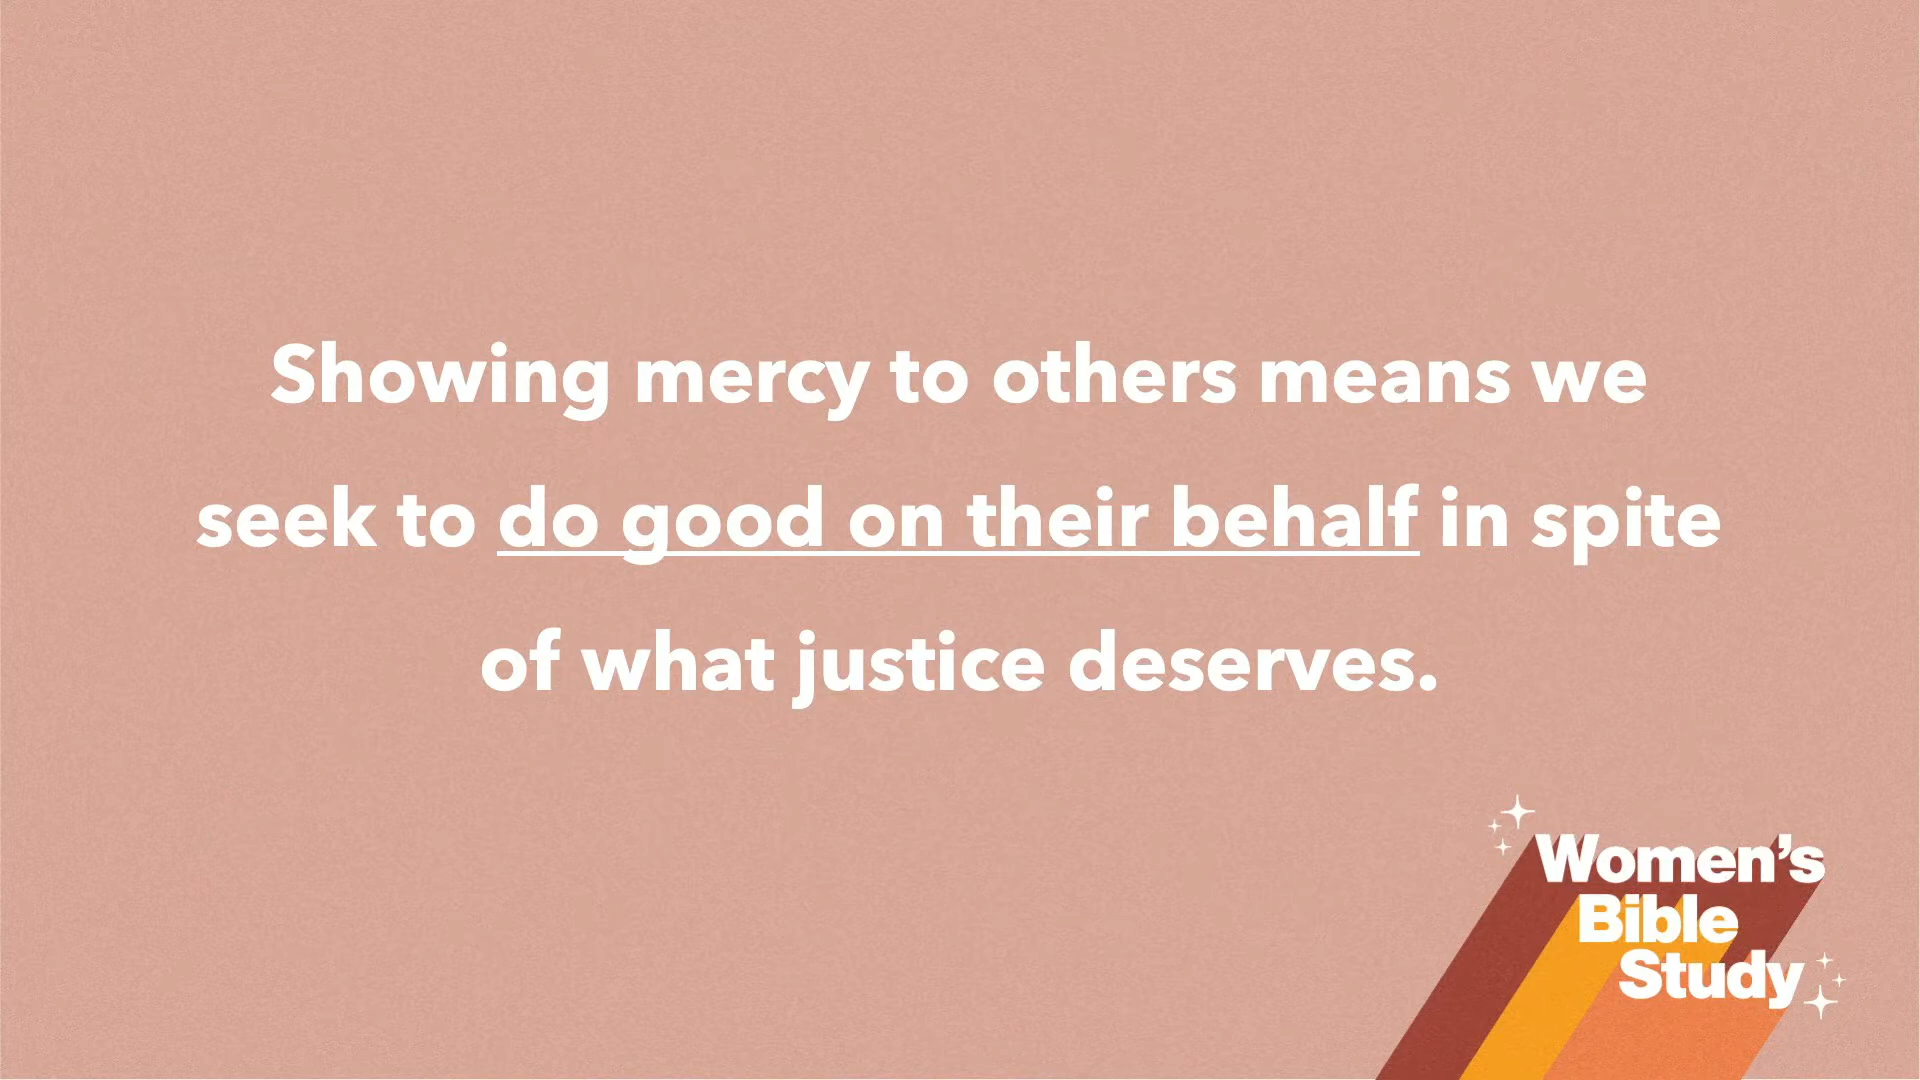 Showing mercy to others means we
seek to do good on their behalf in spite
of what justice deserves.
Women’s
Bible
Study